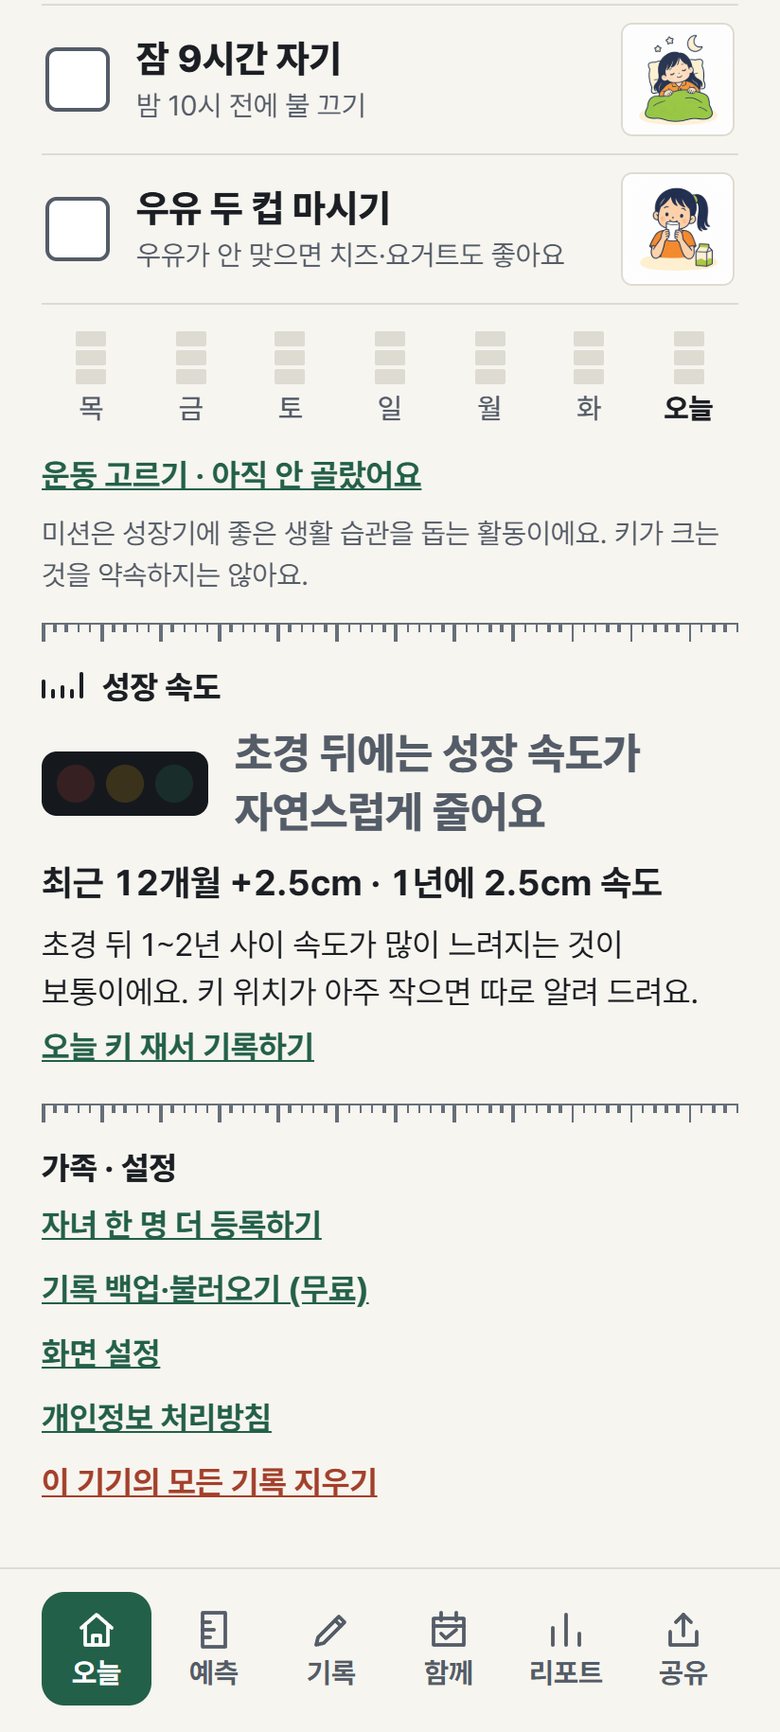 잠 9시간 자기
밤 10시 전에 불 끄기
우유 두 컵 마시기
우유가 안 맞으면 치즈·요거트도 좋아요
목 금 토 일 월 화 오늘
운동 고르기 · 아직 안 골랐어요
미션은 성장기에 좋은 생활 습관을 돕는 활동이에요. 키가 크는
것을 약속하지는 않아요.
성장 속도
초경 뒤에는 성장 속도가
자연스럽게 줄어요
최근 12개월 +2.5cm · 1년에 2.5cm 속도
초경 뒤 1~2년 사이 속도가 많이 느려지는 것이
보통이에요. 키 위치가 아주 작으면 따로 알려 드려요.
오늘 키 재서 기록하기
가족 · 설정
자녀 한 명 더 등록하기
기록 백업·불러오기 (무료)
화면 설정
개인정보 처리방침
이 기기의 모든 기록 지우기
오늘 예측 기록 함께 리포트 공유